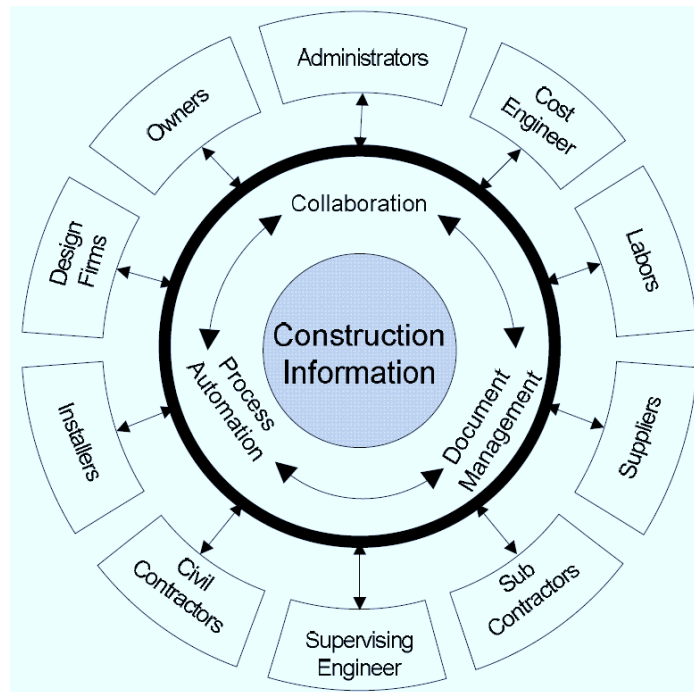 Administrators
Cost
Engineer
Labors
Suppliers
Sub
Contractors
Supervising
Engineer
Civil
Contractors
Installers
Design
Firms
Owners
Collaboration
Document
Management
Process
Automation
Construction
Information